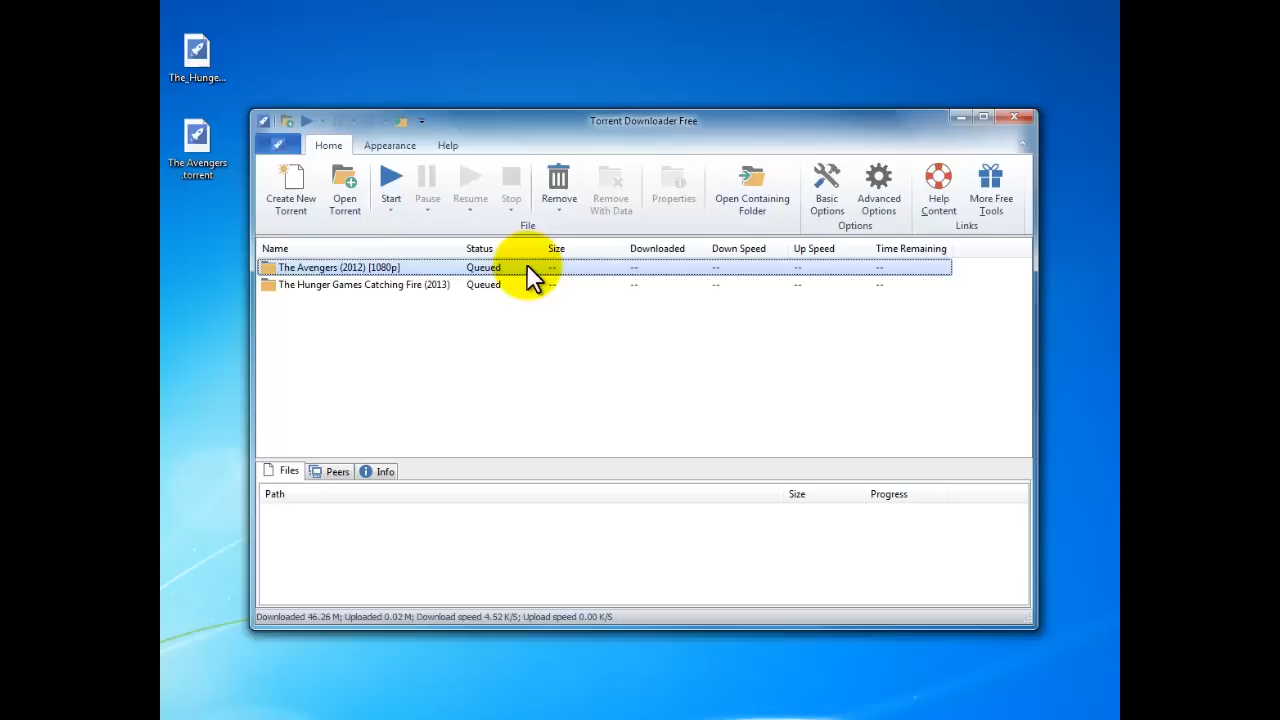 The_Hunge...
The Avengers
.torrent
Torrent Downloader Free
Home Appearance Help
Create New Torrent
Open Torrent
Start
Pause
Resume
Stop
Remove
Remove With Data
Properties
Open Containing Folder
Basic Options
Advanced Options
Help Content
More Free Tools
File Options Links
Name Status Size Downloaded Down Speed Up Speed Time Remaining
The Avengers (2012) [1080p] Queued -- -- -- -- --
The Hunger Games Catching Fire (2013) Queued -- -- -- -- --
Files Peers Info
Path Size Progress
Downloaded 46.26 M; Uploaded 0.02 M; Download speed 4.52 K/S; Upload speed 0.00 K/S